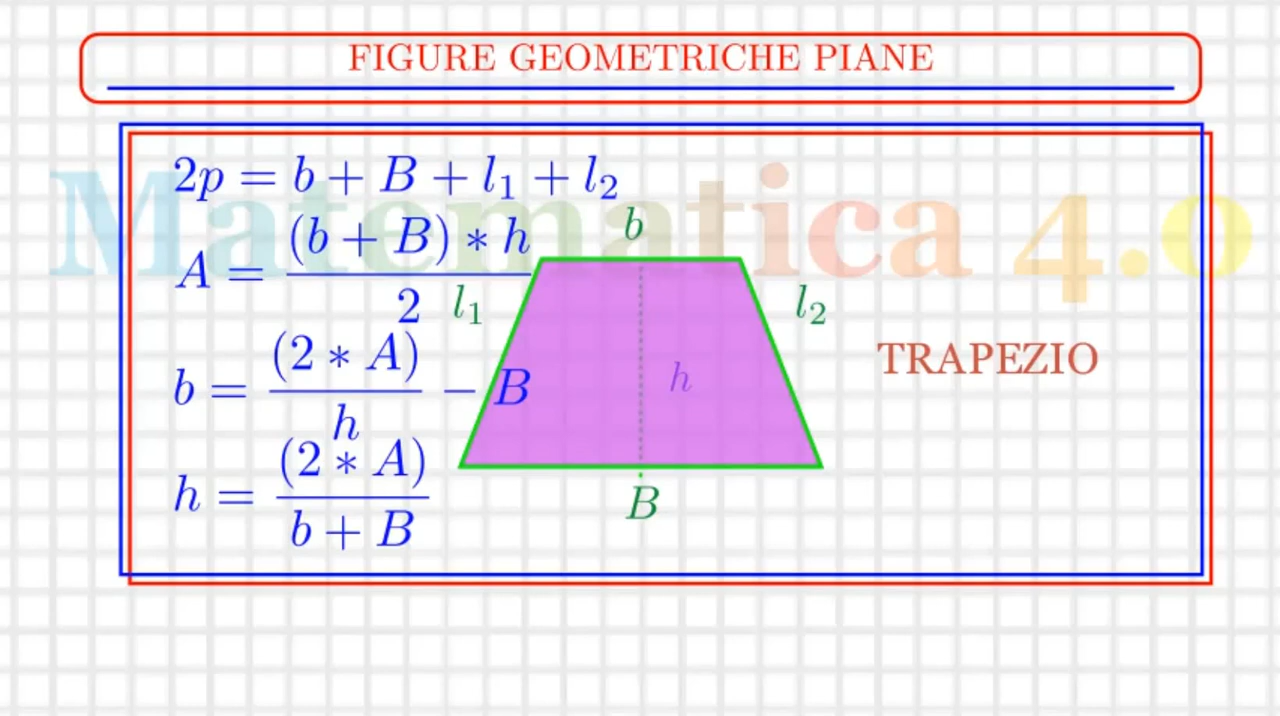 FIGURE GEOMETRICHE PIANE
Matematica 4.0
2p = b + B + l₁ + l₂
A = (b + B) * h / 2
b = (2 * A) / h − B
h = (2 * A) / b + B
b
l₁
l₂
h
B
TRAPEZIO